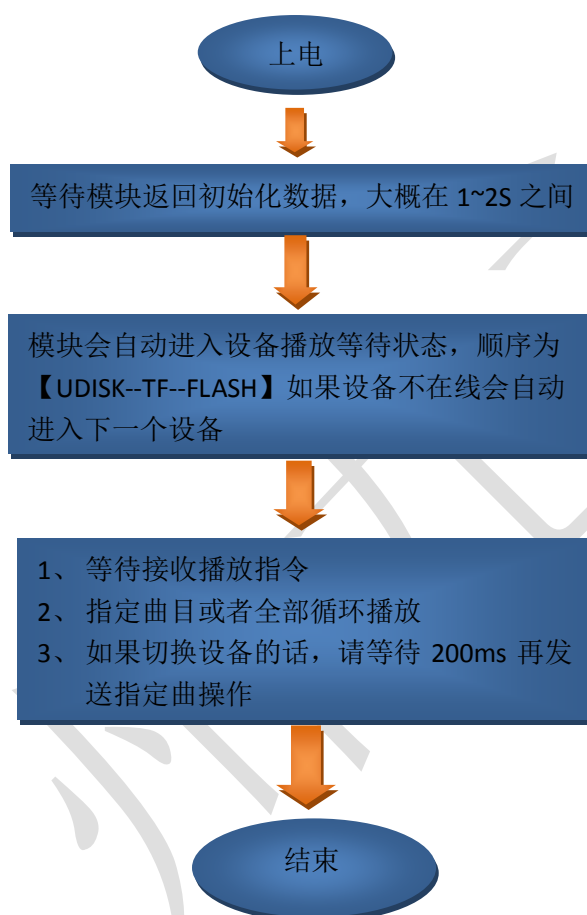 上电
等待模块返回初始化数据，大概在 1~2S 之间
模块会自动进入设备播放等待状态，顺序为
【UDISK--TF--FLASH】如果设备不在线会自动
进入下一个设备
1、 等待接收播放指令
2、 指定曲目或者全部循环播放
3、 如果切换设备的话，请等待 200ms 再发
送指定曲操作
结束